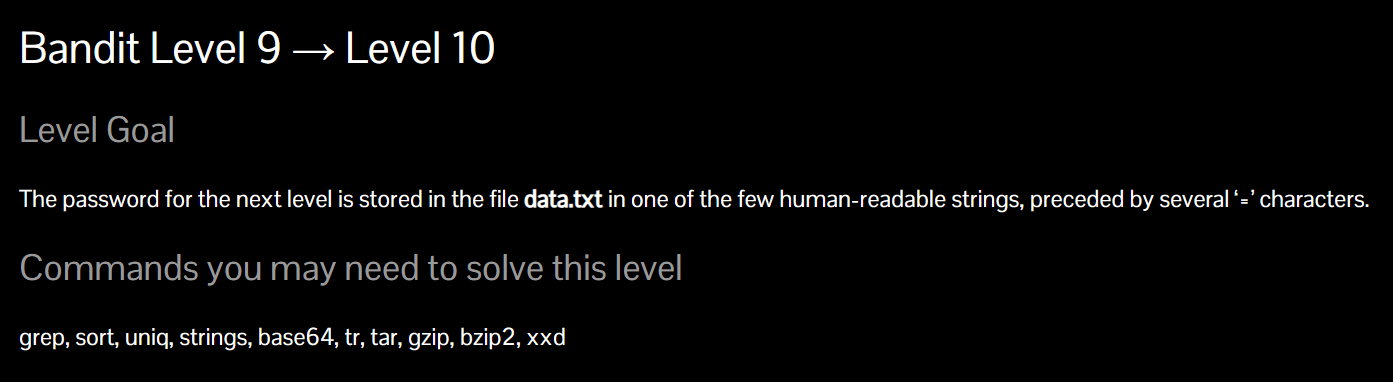 Bandit Level 9 → Level 10
Level Goal
The password for the next level is stored in the file data.txt in one of the few human-readable strings, preceded by several ‘=’ characters.
Commands you may need to solve this level
grep, sort, uniq, strings, base64, tr, tar, gzip, bzip2, xxd